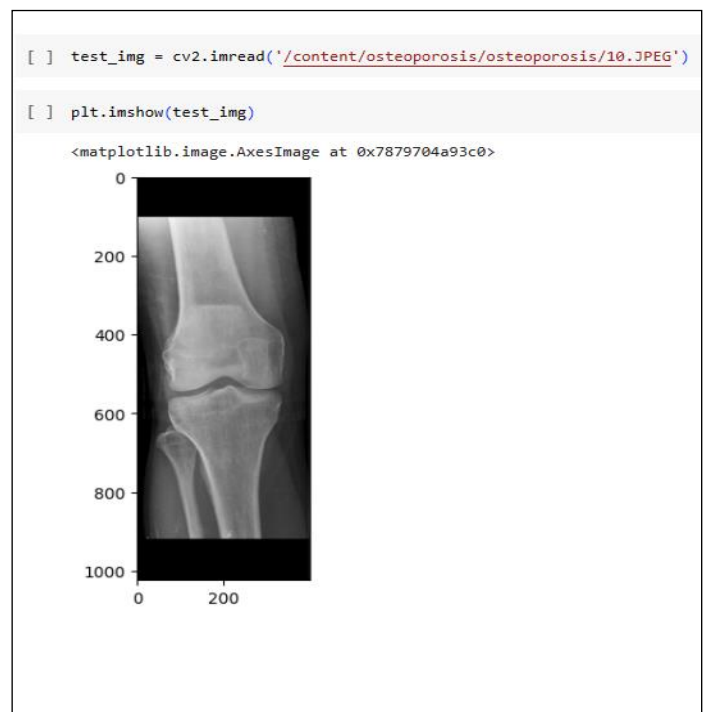 [ ] test_img = cv2.imread('/content/osteoporosis/osteoporosis/10.JPEG')
[ ] plt.imshow(test_img)
<matplotlib.image.AxesImage at 0x7879704a93c0>
0
200
400
600
800
1000
0 200